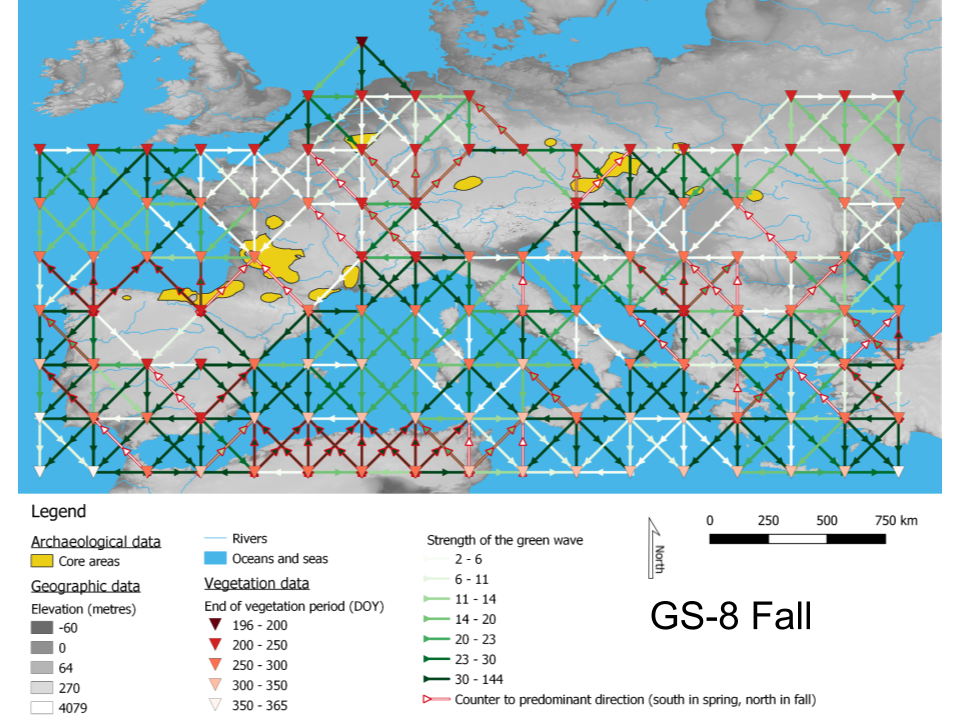 Legend
Archaeological data
Core areas
Geographic data
Elevation (metres)
-60
0
64
270
4079
Rivers
Oceans and seas
Vegetation data
End of vegetation period (DOY)
196 - 200
200 - 250
250 - 300
300 - 350
350 - 365
Strength of the green wave
2 - 6
6 - 11
11 - 14
14 - 20
20 - 23
23 - 30
30 - 144
Counter to predominant direction (south in spring, north in fall)
North
0 250 500 750 km
GS-8 Fall